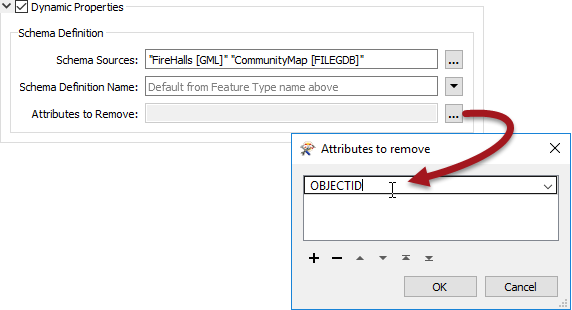 Dynamic Properties
Schema Definition
Schema Sources: "FireHalls [GML]" "CommunityMap [FILEGDB]" ...
Schema Definition Name: Default from Feature Type name above
Attributes to Remove: ...
Attributes to remove
OBJECTID
OK Cancel